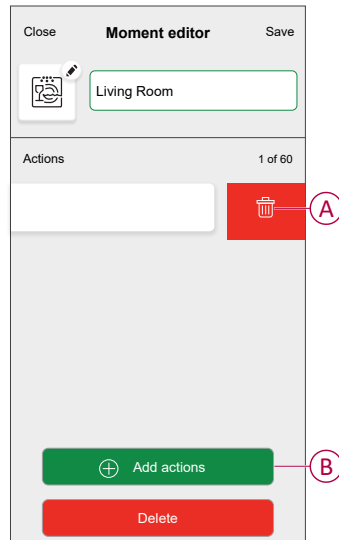 Close Moment editor Save
Living Room
Actions 1 of 60
A
Add actions B
Delete